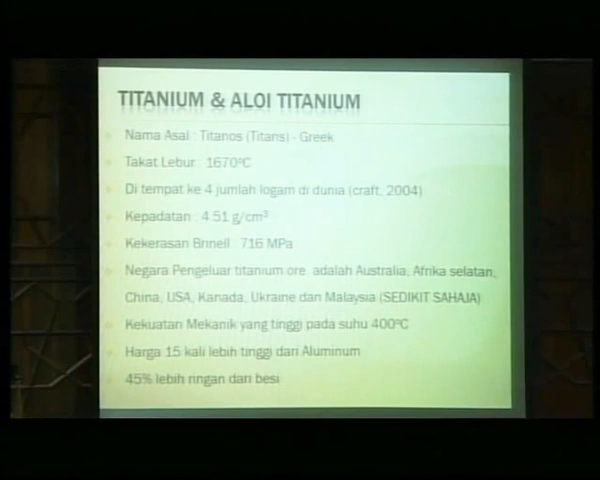 TITANIUM & ALOI TITANIUM
Nama Asal : Titanos (Titans) - Greek
Takat Lebur : 1670ºC
Di tempat ke 4 jumlah logam di dunia (craft, 2004)
Kepadatan : 4.51 g/cm³
Kekerasan Brinell : 716 MPa
Negara Pengeluar titanium ore adalah Australia, Afrika selatan,
China, USA, Kanada, Ukraine dan Malaysia (SEDIKIT SAHAJA)
Kekuatan Mekanik yang tinggi pada suhu 400ºC
Harga 15 kali lebih tinggi dari Aluminum
45% lebih ringan dari besi